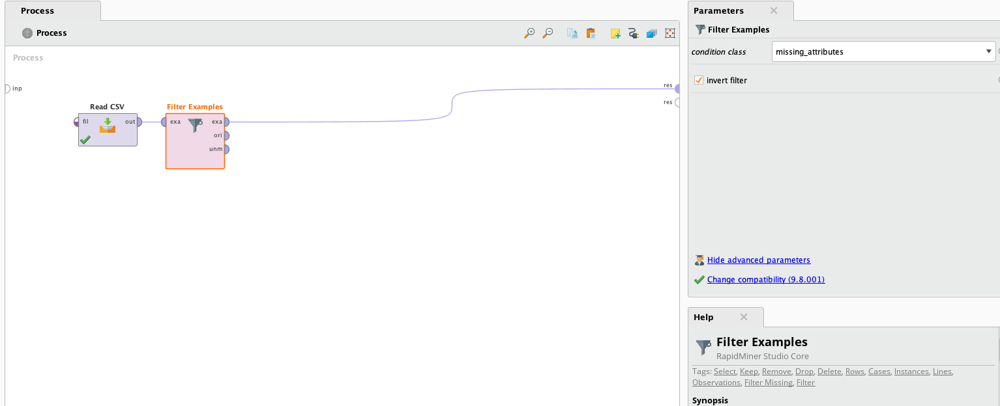 Process
Process
Process
inp
Read CSV
fil
out
Filter Examples
exa
exa
ori
unm
res
res
Parameters
Filter Examples
condition class
missing_attributes
invert filter
Hide advanced parameters
Change compatibility (9.8.001)
Help
Filter Examples
RapidMiner Studio Core
Tags: Select, Keep, Remove, Drop, Delete, Rows, Cases, Instances, Lines,
Observations, Filter Missing, Filter
Synopsis